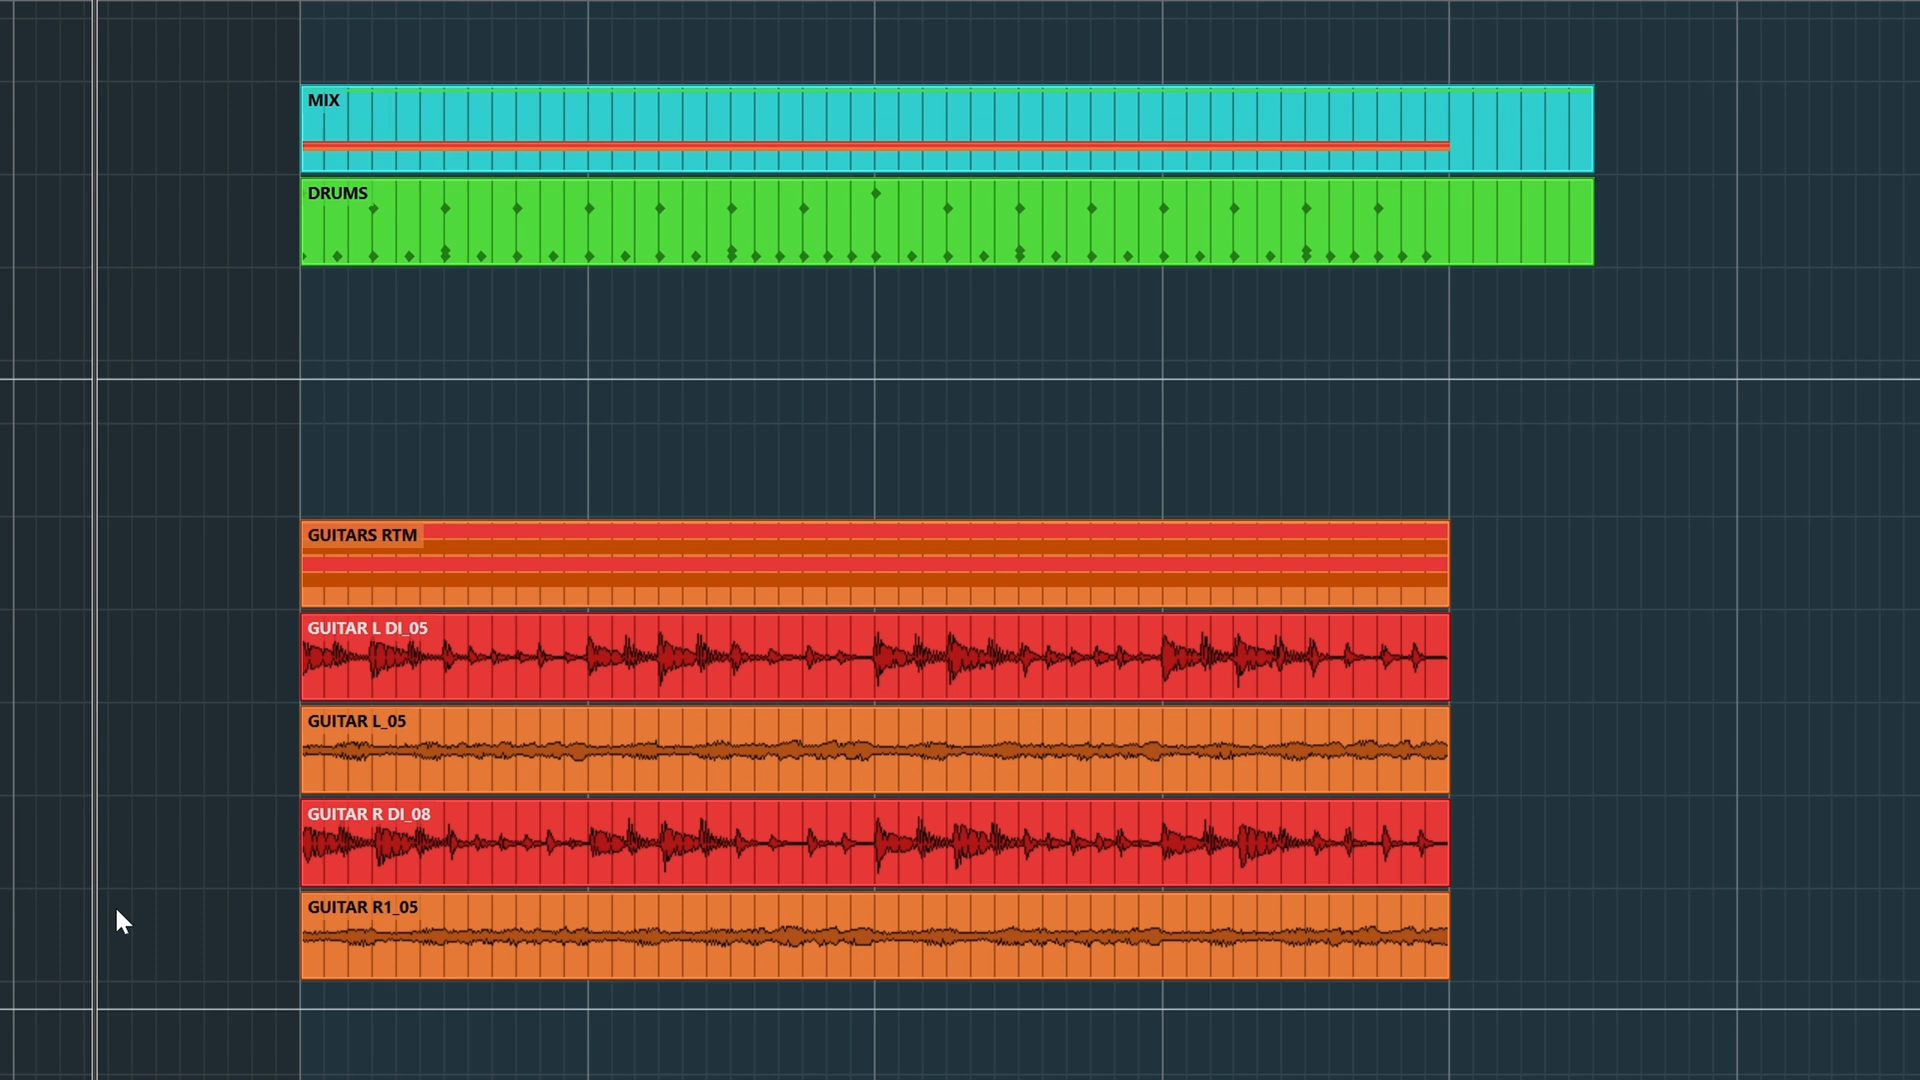 MIX
DRUMS
GUITARS RTM
GUITAR L DI_05
GUITAR L_05
GUITAR R DI_08
GUITAR R1_05